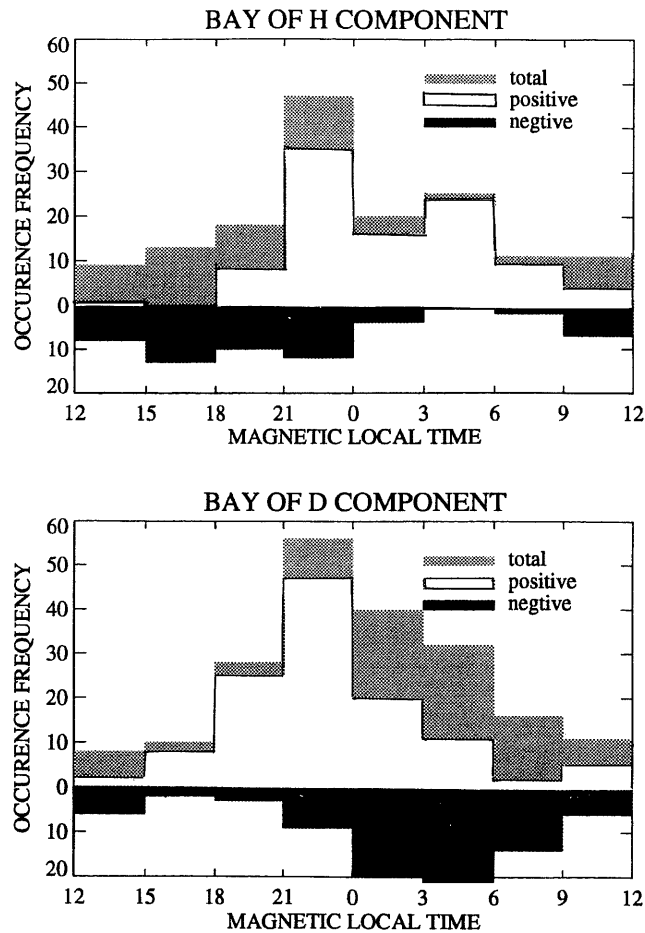 BAY OF H COMPONENT
60
50
40
30
20
10
0
10
20
OCCURENCE FREQUENCY
total
positive
negtive
12 15 18 21 0 3 6 9 12
MAGNETIC LOCAL TIME
BAY OF D COMPONENT
60
50
40
30
20
10
0
10
20
OCCURENCE FREQUENCY
total
positive
negtive
12 15 18 21 0 3 6 9 12
MAGNETIC LOCAL TIME